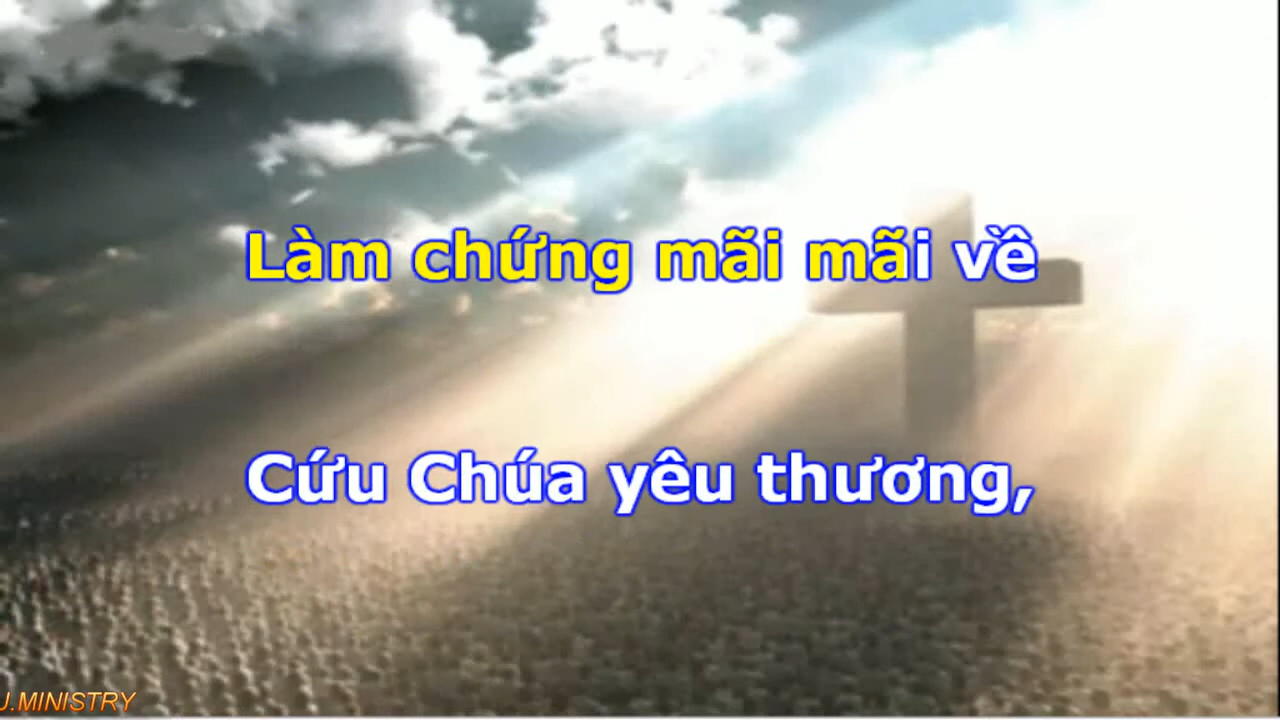 Làm chứng mãi mãi về
Cứu Chúa yêu thương,
J.MINISTRY